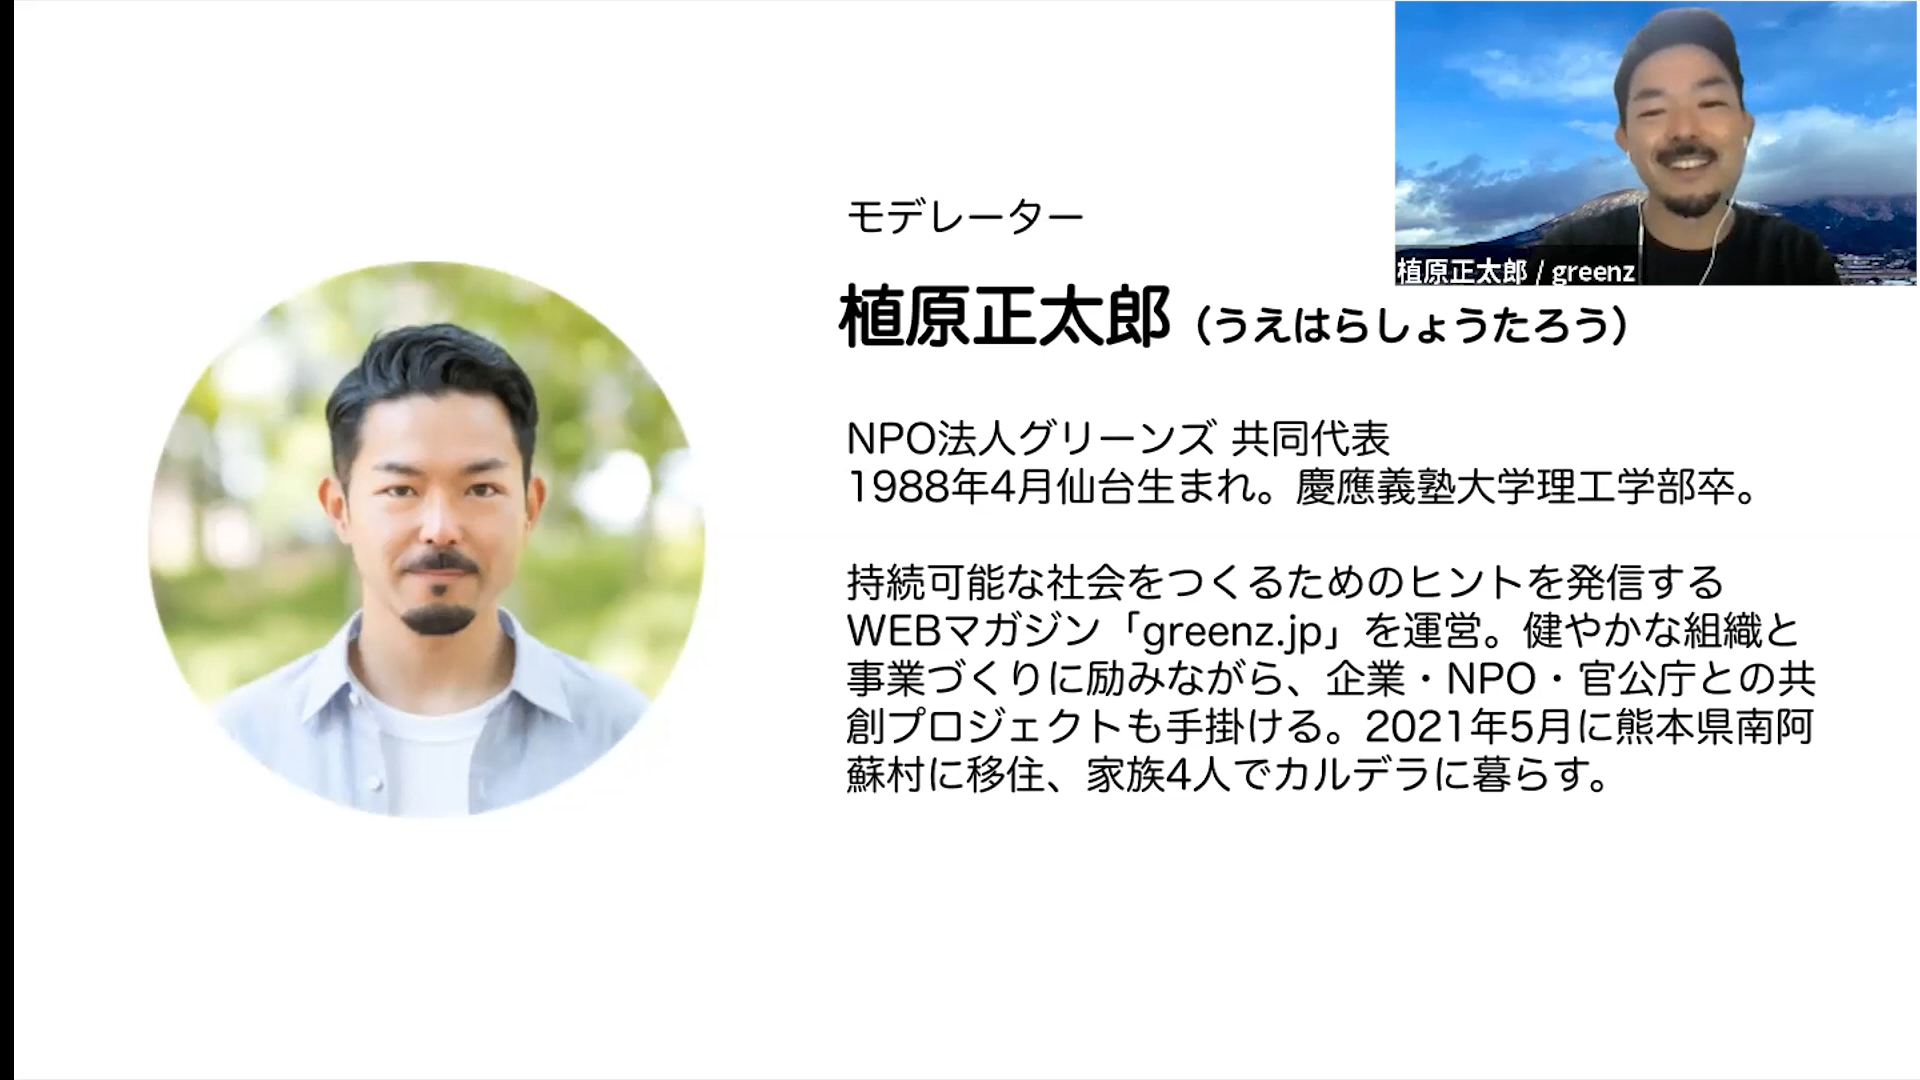 モデレーター
植原正太郎（うえはらしょうたろう）
植原正太郎 / greenz
NPO法人グリーンズ 共同代表
1988年4月仙台生まれ。慶應義塾大学理工学部卒。
持続可能な社会をつくるためのヒントを発信する
WEBマガジン「greenz.jp」を運営。健やかな組織と
事業づくりに励みながら、企業・NPO・官公庁との共
創プロジェクトも手掛ける。2021年5月に熊本県南阿
蘇村に移住、家族4人でカルデラに暮らす。